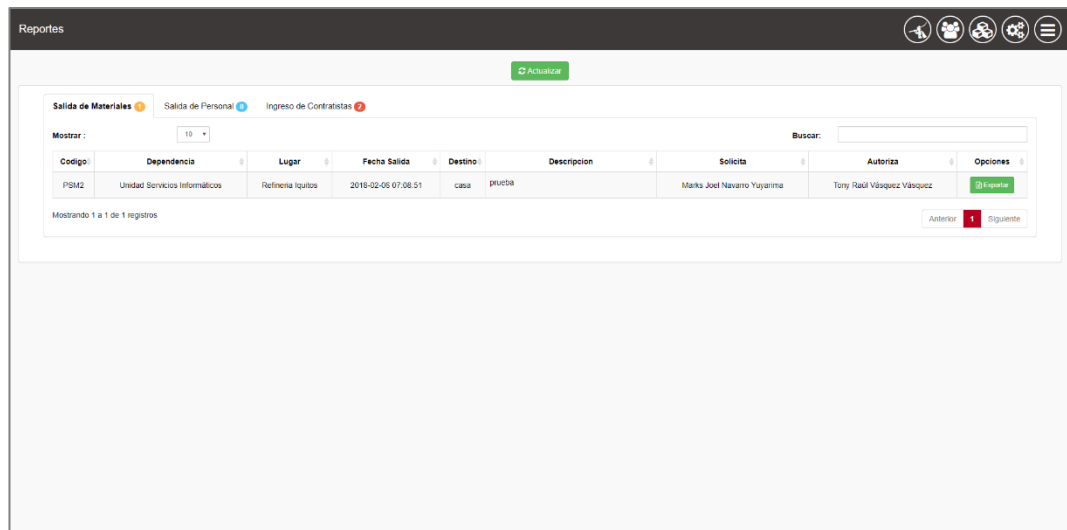 Reportes
Actualizar
Salida de Materiales 1 Salida de Personal 0 Ingreso de Contratistas 2
Mostrar : 10 Buscar:
Codigo Dependencia Lugar Fecha Salida Destino Descripcion Solicita Autoriza Opciones
PSM2 Unidad Servicios Informáticos Refineria Iquitos 2018-02-06 07:08:51 casa prueba Marks Joel Navarro Yuyarima Tony Raúl Vásquez Vásquez Exportar
Mostrando 1 a 1 de 1 registros Anterior 1 Siguiente